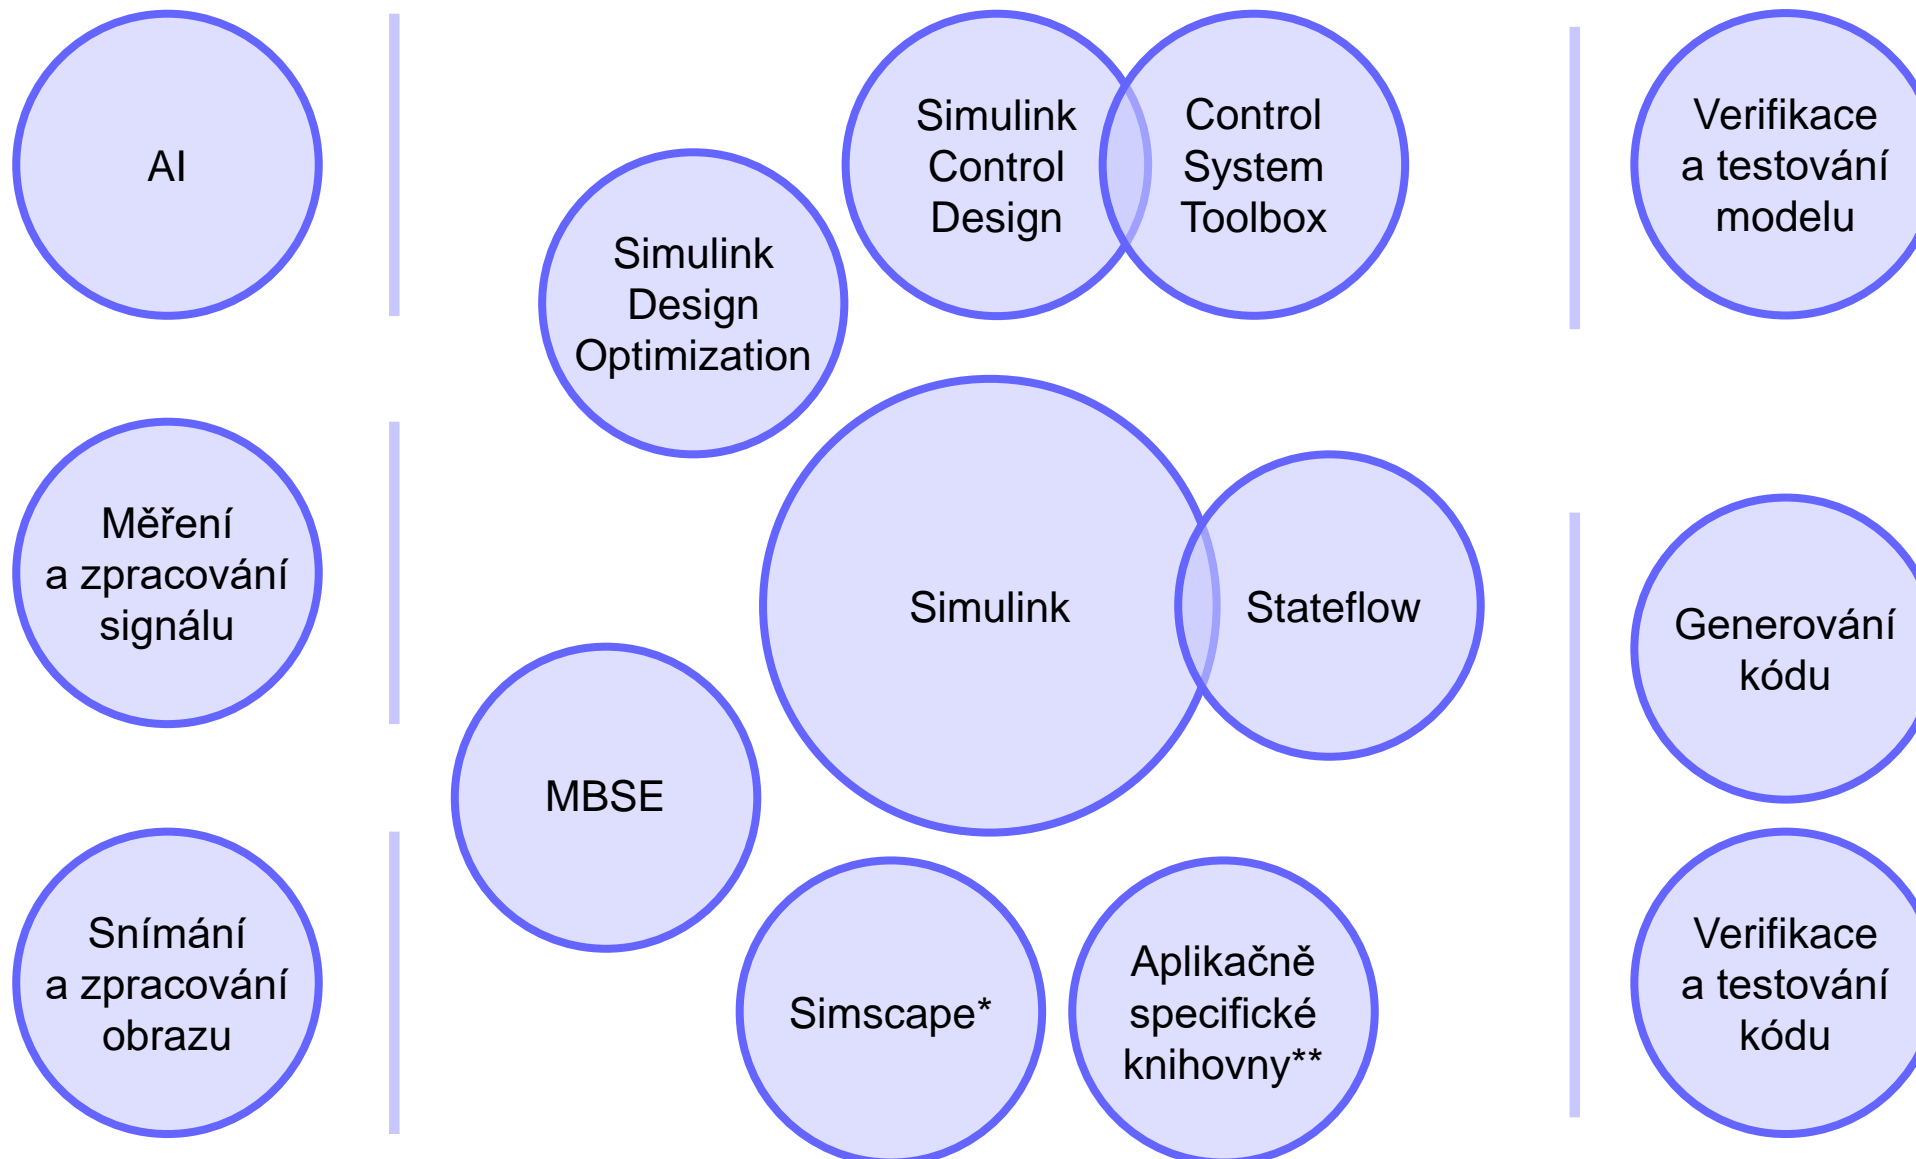 AI
Měření
a zpracování
signálu
Snímání
a zpracování
obrazu
Simulink
Control
Design
Control
System
Toolbox
Simulink
Design
Optimization
Simulink
Stateflow
MBSE
Simscape*
Aplikačně
specifické
knihovny**
Verifikace
a testování
modelu
Generování
kódu
Verifikace
a testování
kódu